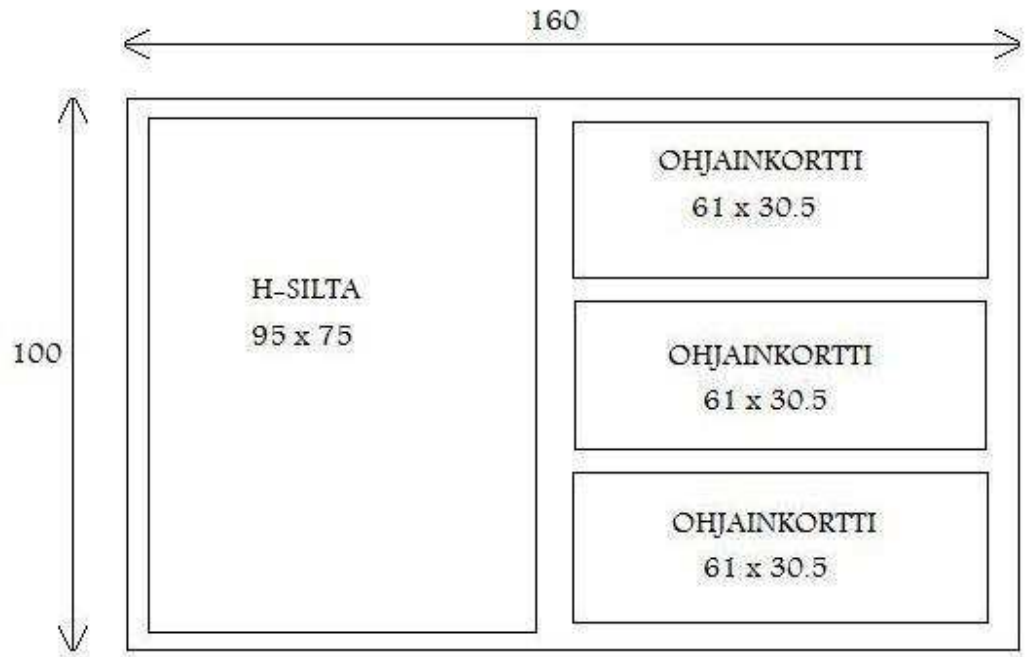 160
100
H-SILTA
95 x 75
OHJAINKORTTI
61 x 30.5
OHJAINKORTTI
61 x 30.5
OHJAINKORTTI
61 x 30.5